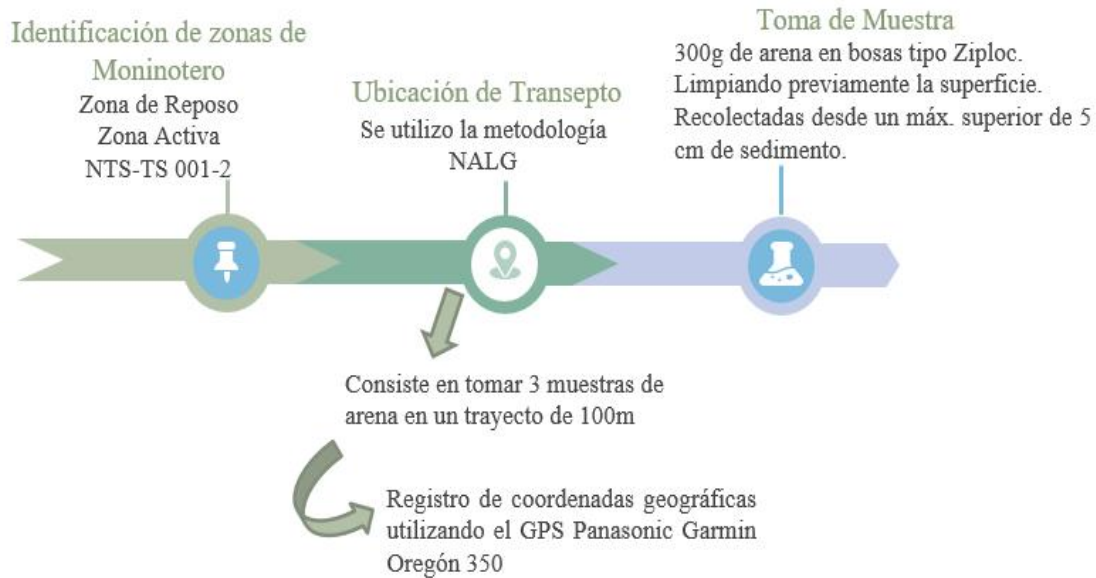 Identificación de zonas de
Moninotero
Zona de Reposo
Zona Activa
NTS-TS 001-2
Ubicación de Transepto
Se utilizo la metodología
NALG
Toma de Muestra
300g de arena en bosas tipo Ziploc.
Limpiando previamente la superficie.
Recolectadas desde un máx. superior de 5
cm de sedimento.
Consiste en tomar 3 muestras de
arena en un trayecto de 100m
Registro de coordenadas geográficas
utilizando el GPS Panasonic Garmin
Oregón 350